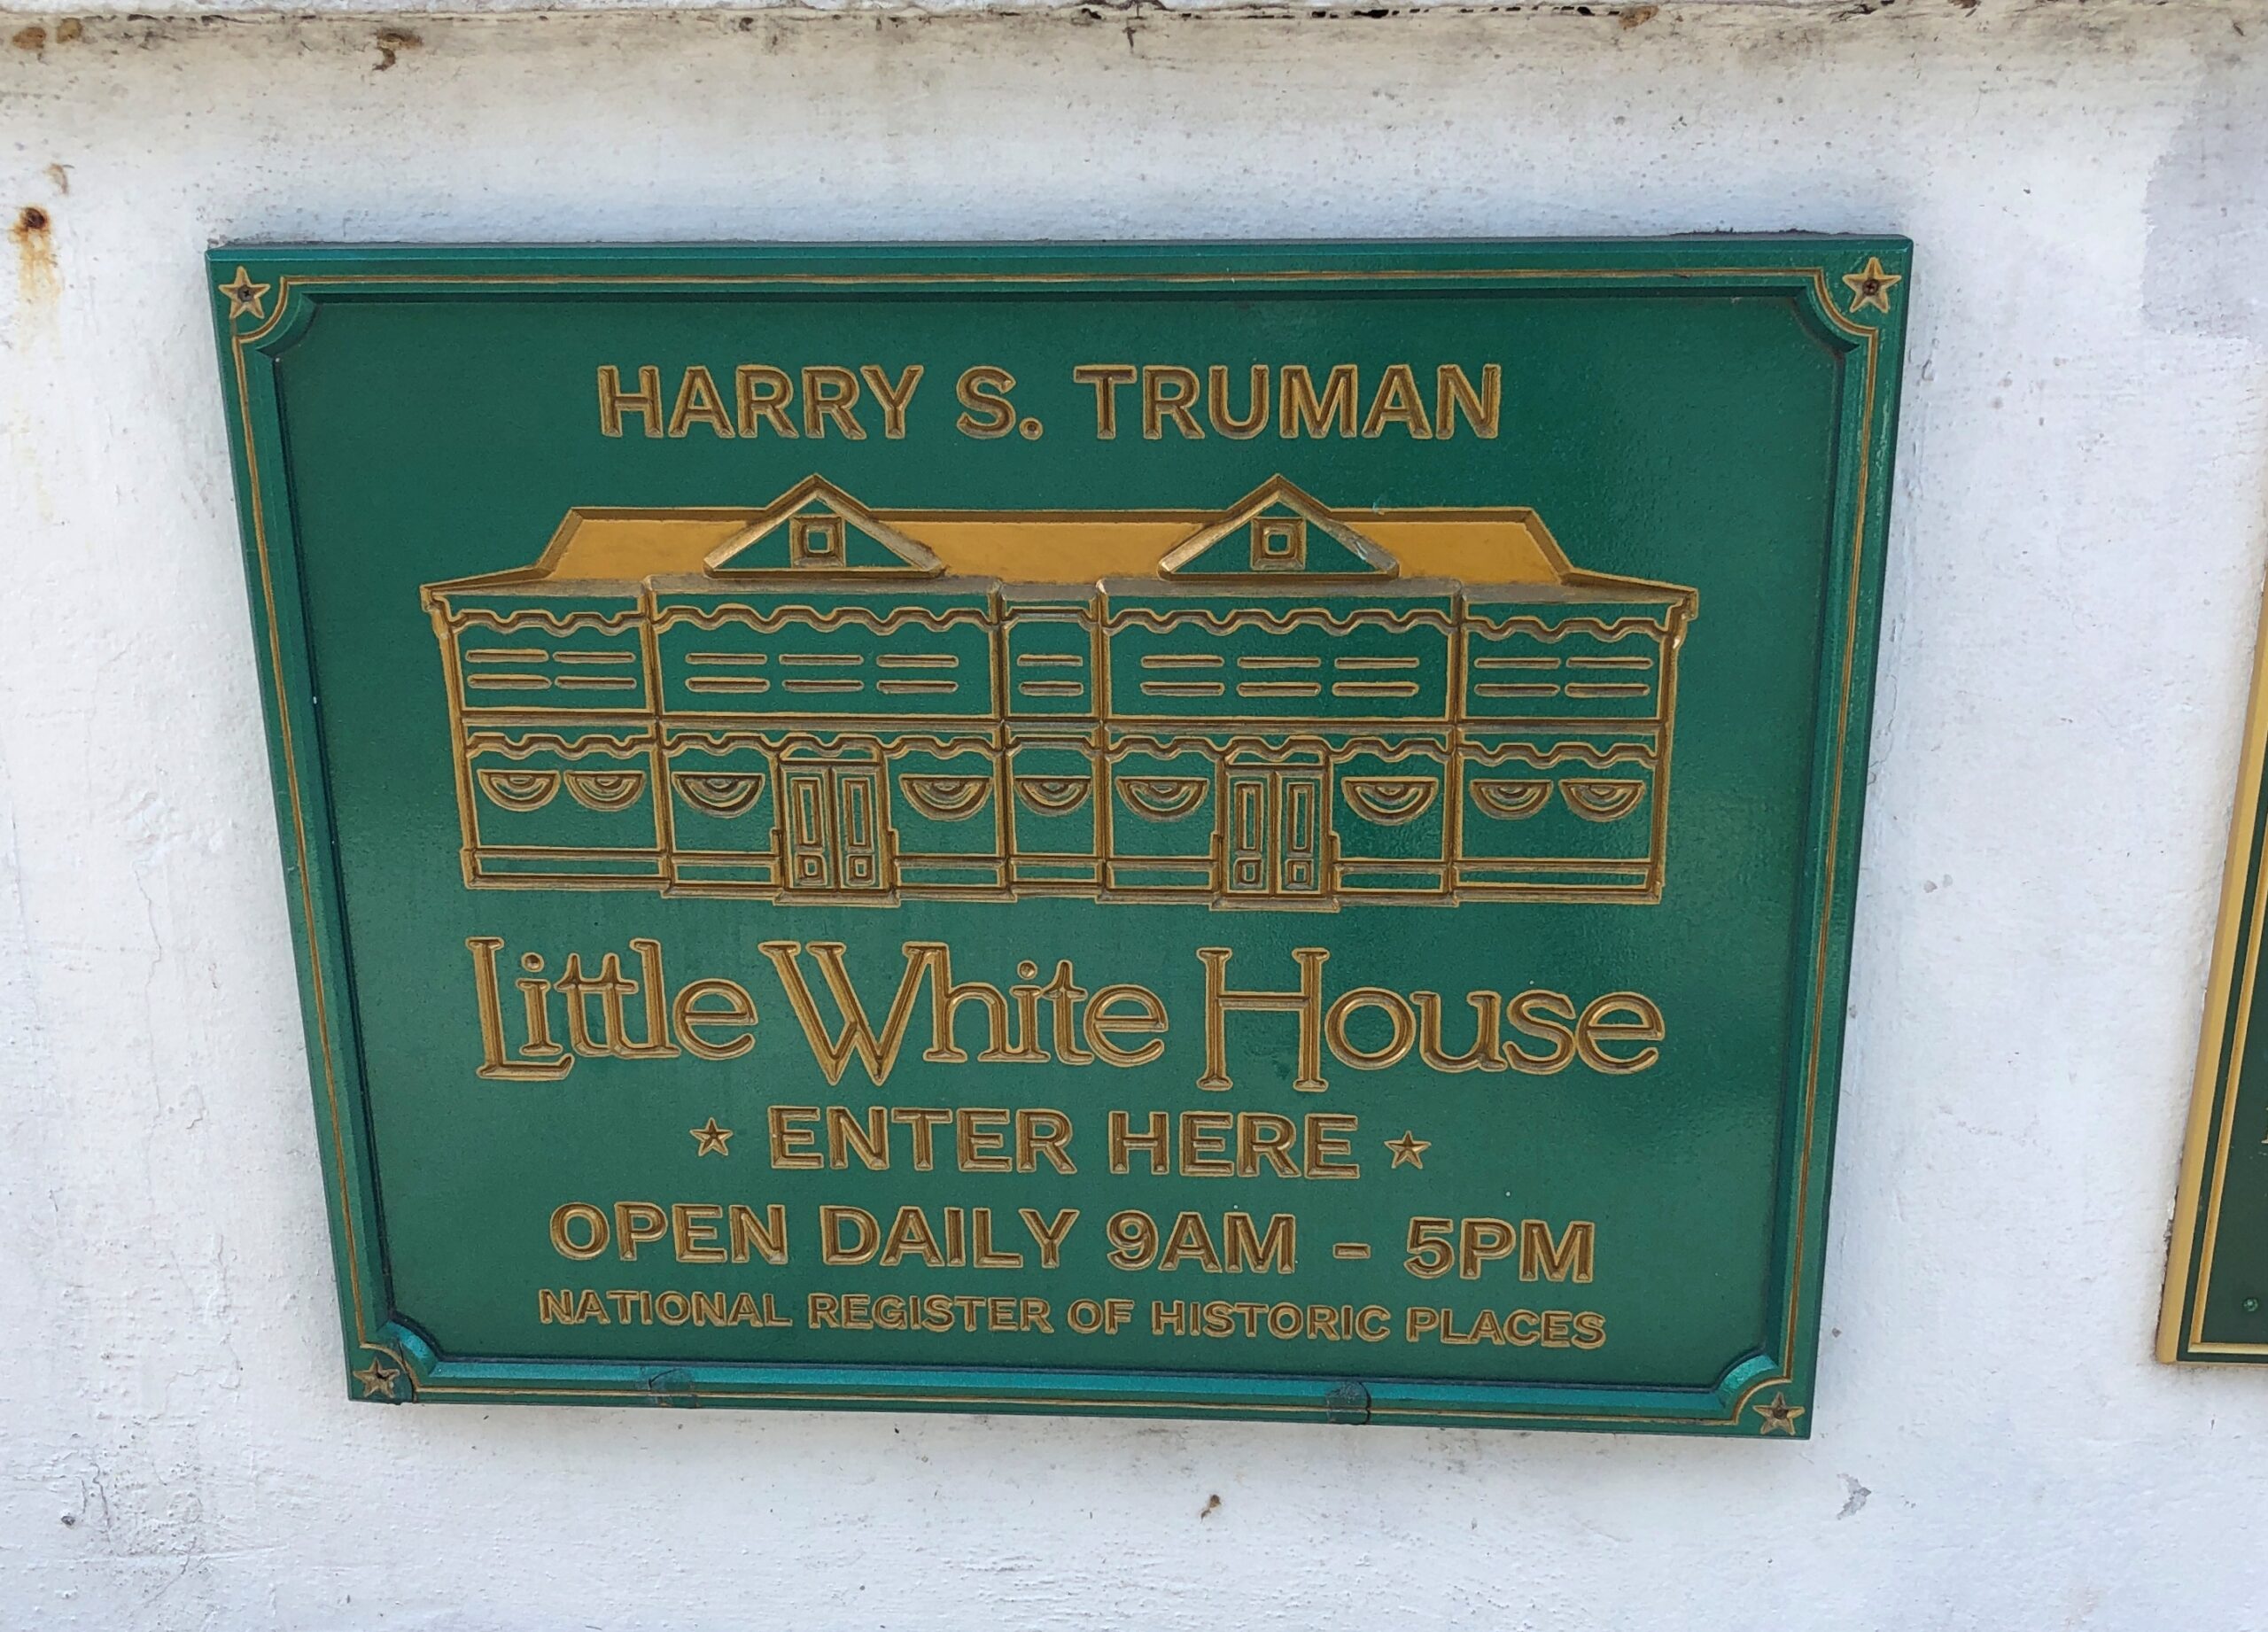 HARRY S. TRUMAN
Little White House
★ ENTER HERE ★
OPEN DAILY 9AM - 5PM
NATIONAL REGISTER OF HISTORIC PLACES